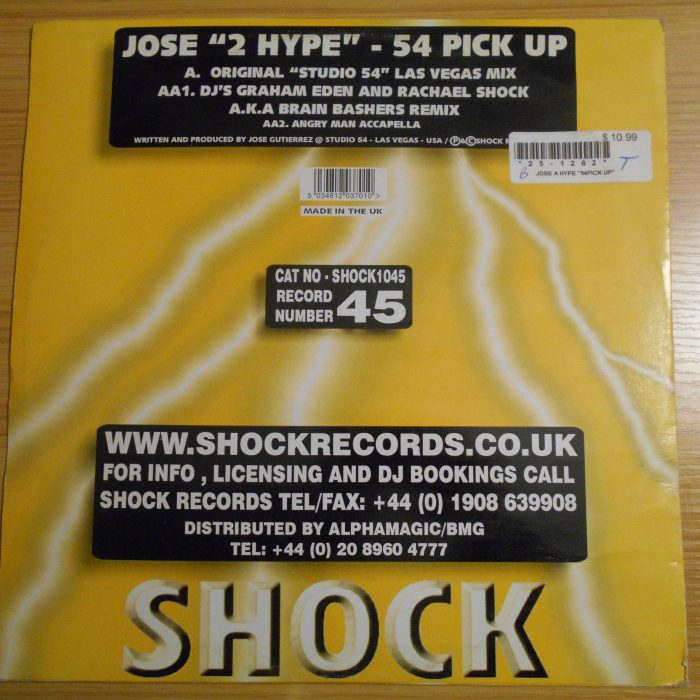 JOSE "2 HYPE" - 54 PICK UP
A. ORIGINAL "STUDIO 54" LAS VEGAS MIX
AA1. DJ'S GRAHAM EDEN AND RACHAEL SHOCK
A.K.A BRAIN BASHERS REMIX
AA2. ANGRY MAN ACCAPELLA
WRITTEN AND PRODUCED BY JOSE GUTIERREZ @ STUDIO 54 - LAS VEGAS - USA / Ⓟ&©SHOCK
$10.99
*25-1262*
B JOSE A HYPE "54PICK UP" T
5 034612 037010 >
MADE IN THE UK
CAT NO - SHOCK1045
RECORD
NUMBER 45
WWW.SHOCKRECORDS.CO.UK
FOR INFO , LICENSING AND DJ BOOKINGS CALL
SHOCK RECORDS TEL/FAX: +44 (0) 1908 639908
DISTRIBUTED BY ALPHAMAGIC/BMG
TEL: +44 (0) 20 8960 4777
SHOCK